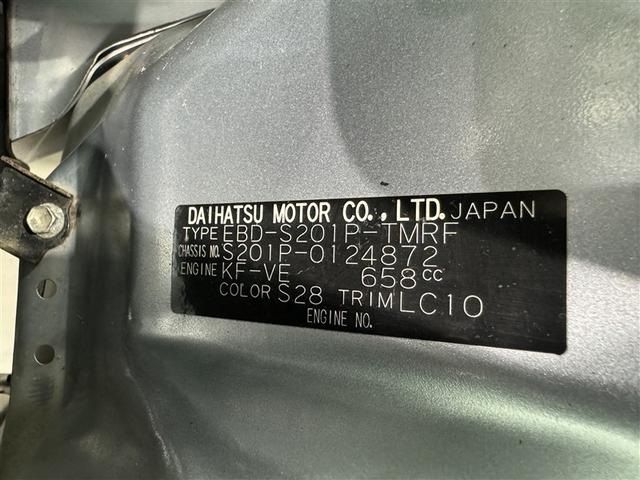 DAIHATSU MOTOR CO., LTD. JAPAN
TYPE EBD-S201P-TMRF
CHASSIS NO. S201P-0124872
ENGINE KF-VE 658cc
COLOR S28 TRIM LC10
ENGINE NO.